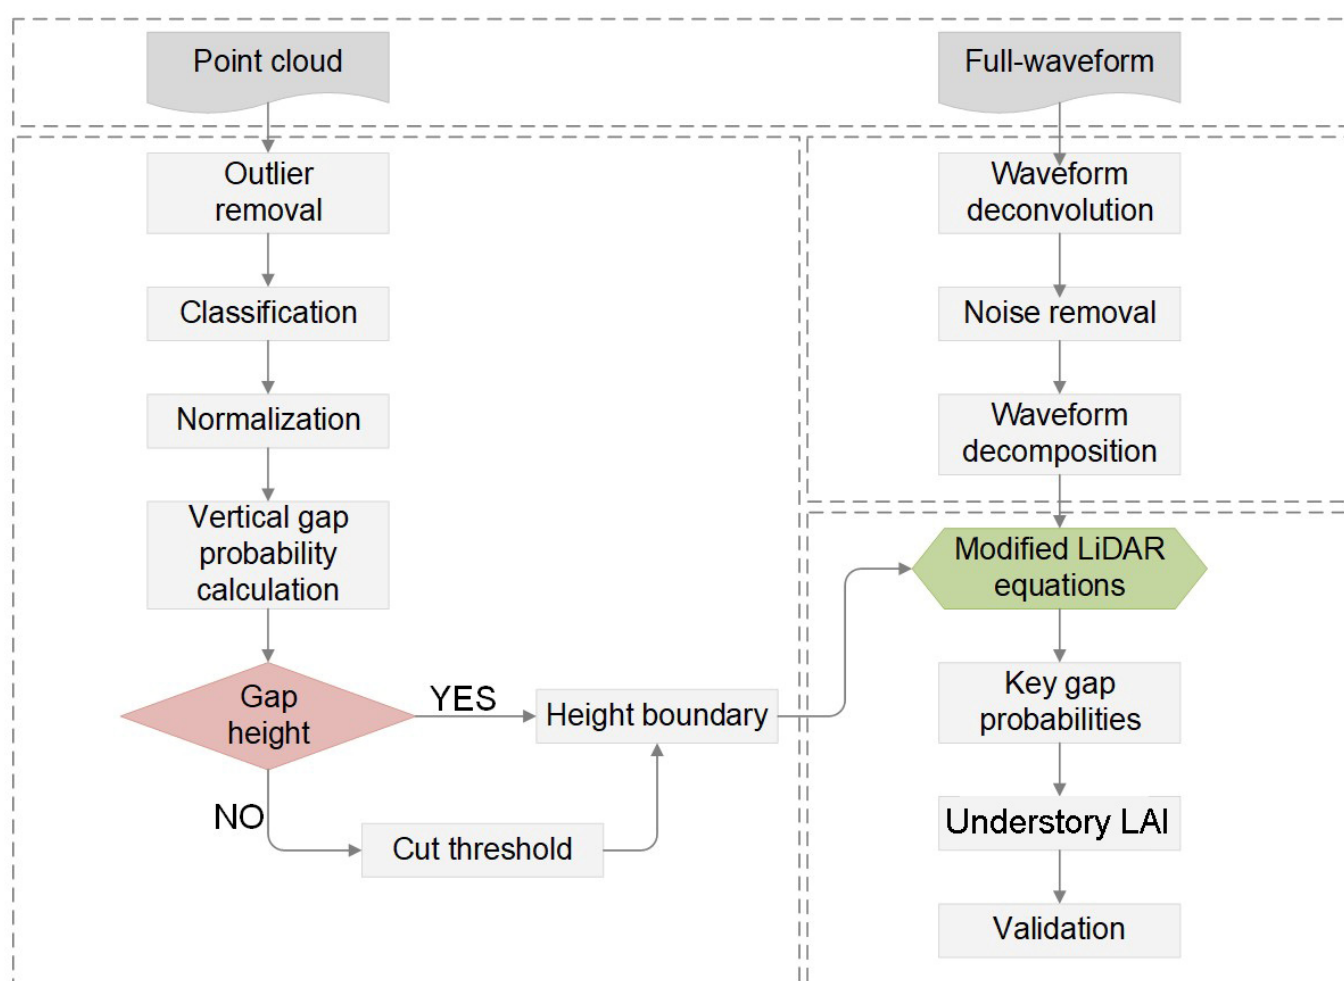 Point cloud
Full-waveform
Outlier
removal
Waveform
deconvolution
Classification
Noise removal
Normalization
Waveform
decomposition
Vertical gap
probability
calculation
Modified LiDAR
equations
Gap
height
YES
Height boundary
Key gap
probabilities
NO
Cut threshold
Understory LAI
Validation